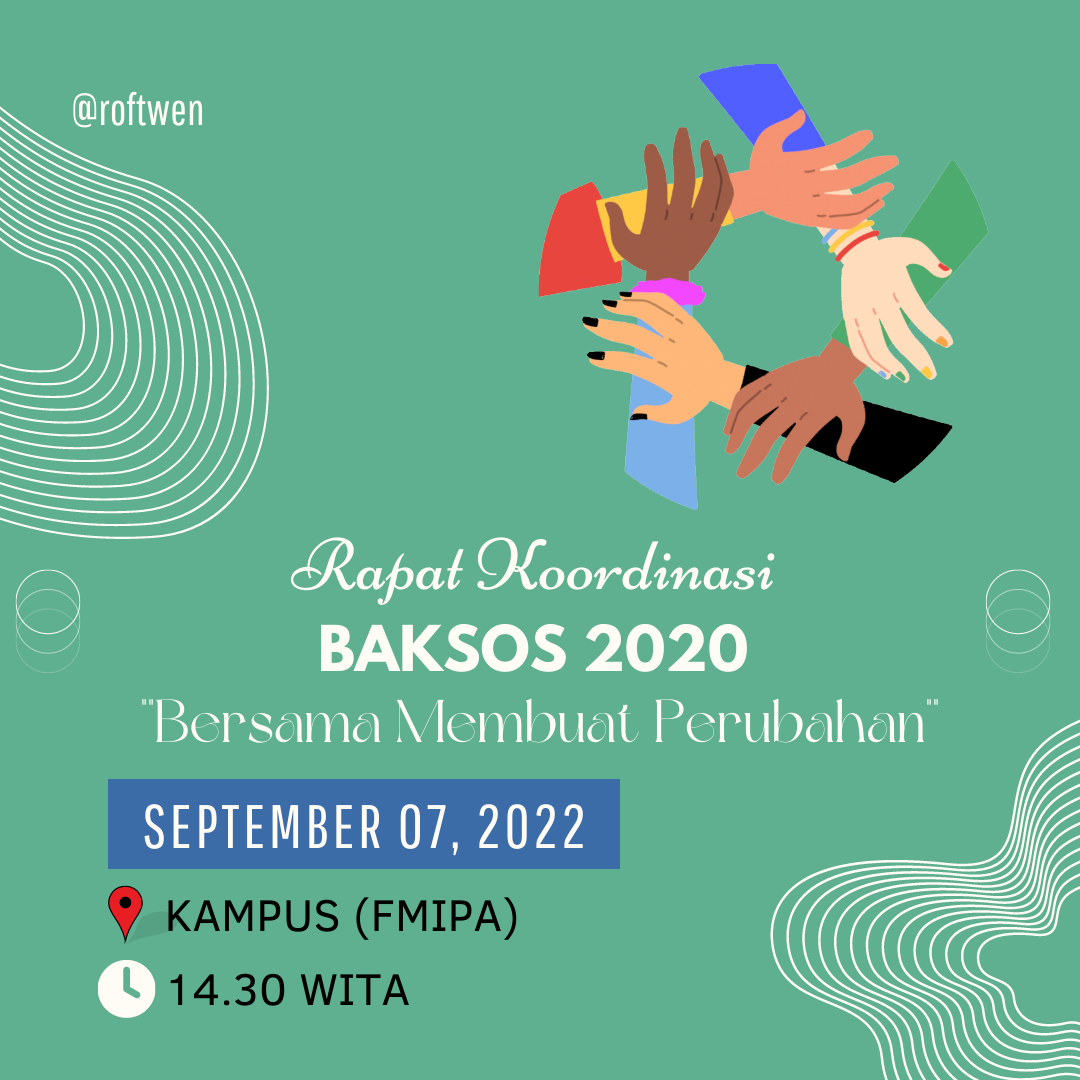 @roftwen
Rapat Koordinasi
BAKSOS 2020
""Bersama Membuat Perubahan""
SEPTEMBER 07, 2022
KAMPUS (FMIPA)
14.30 WITA